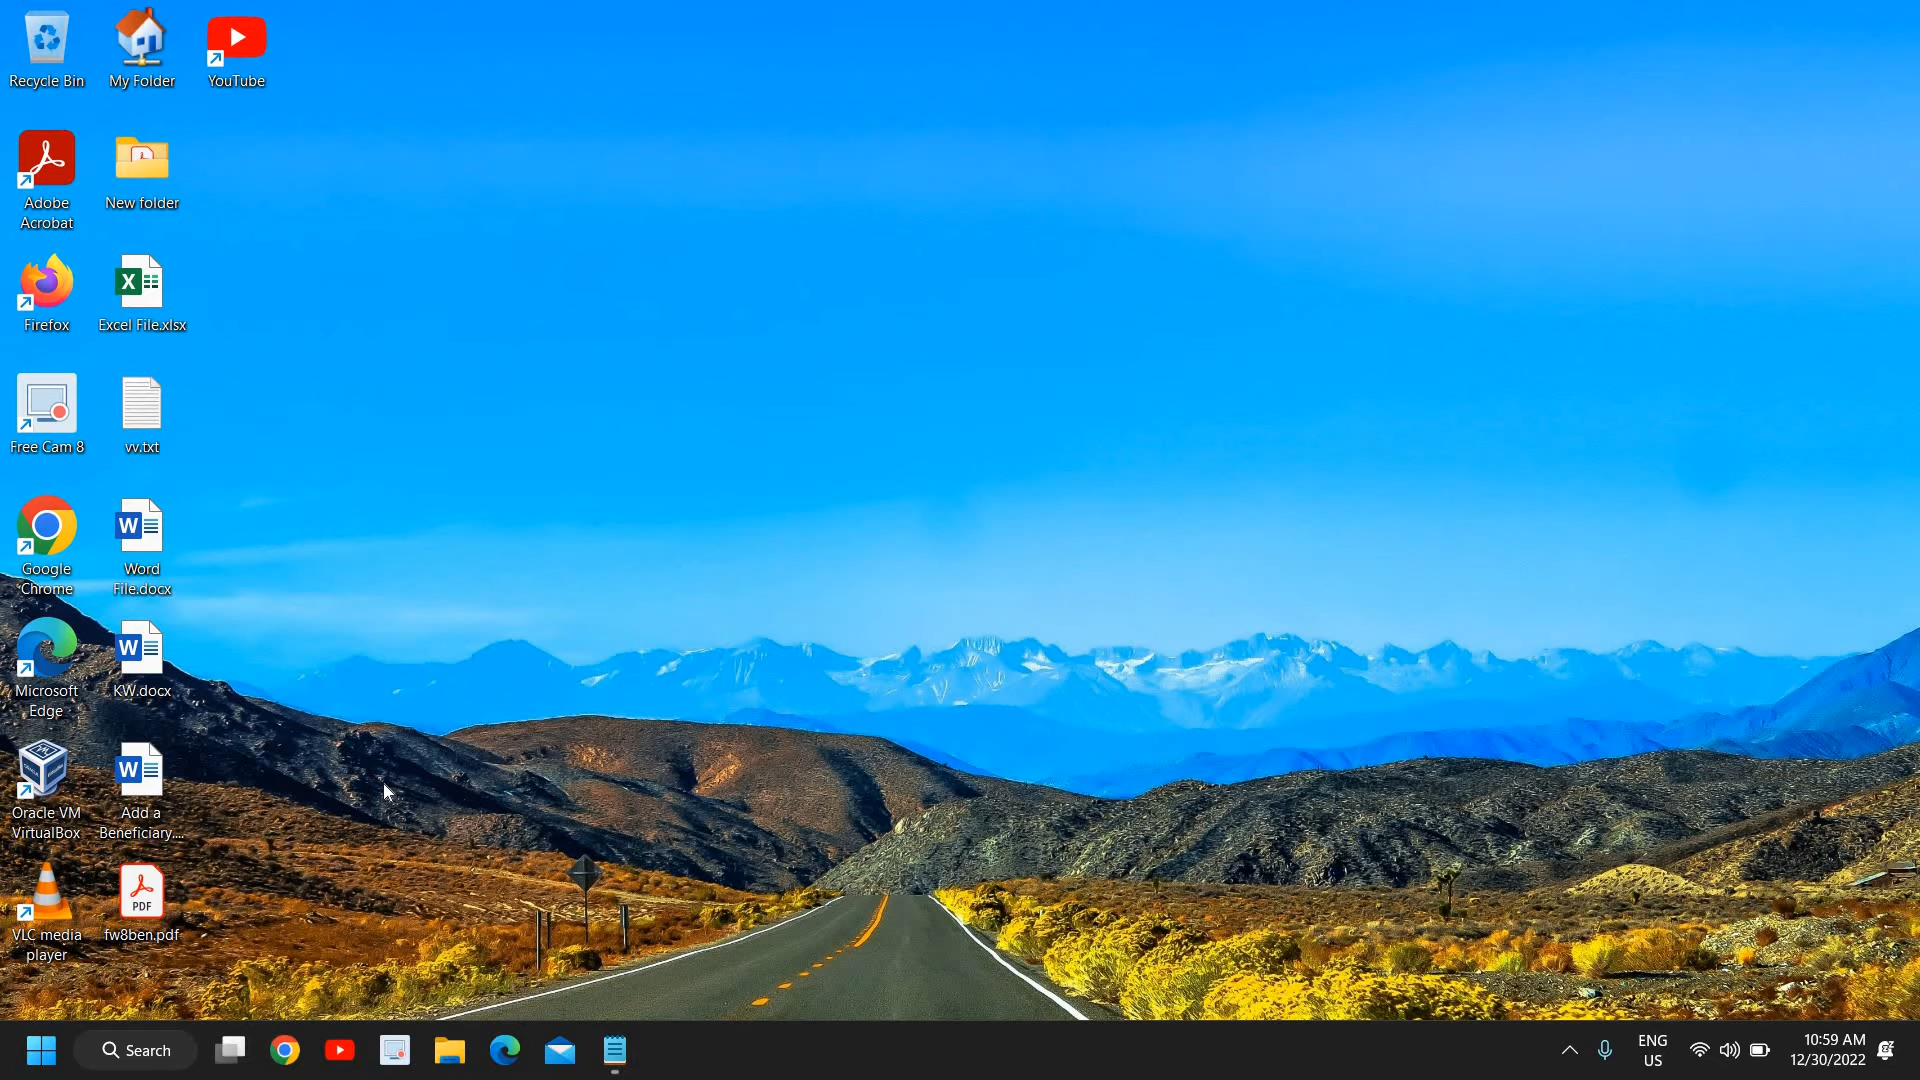 Recycle Bin
My Folder
YouTube
Adobe
Acrobat
New folder
Firefox
Excel File.xlsx
Free Cam 8
vv.txt
Google
Chrome
Word
File.docx
Microsoft
Edge
KW.docx
Oracle VM
VirtualBox
Add a
Beneficiary....
PDF
VLC media
player
fw8ben.pdf
Search
ENG
US
10:59 AM
12/30/2022